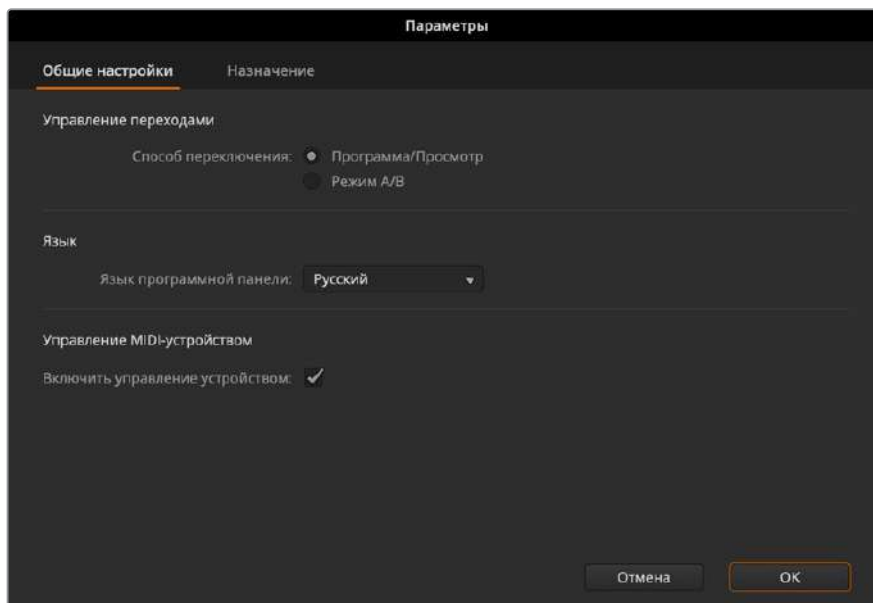 Параметры
Общие настройки Назначение
Управление переходами
Способ переключения: Программа/Просмотр
Режим A/B
Язык
Язык программной панели: Русский
Управление MIDI-устройством
Включить управление устройством:
Отмена OK